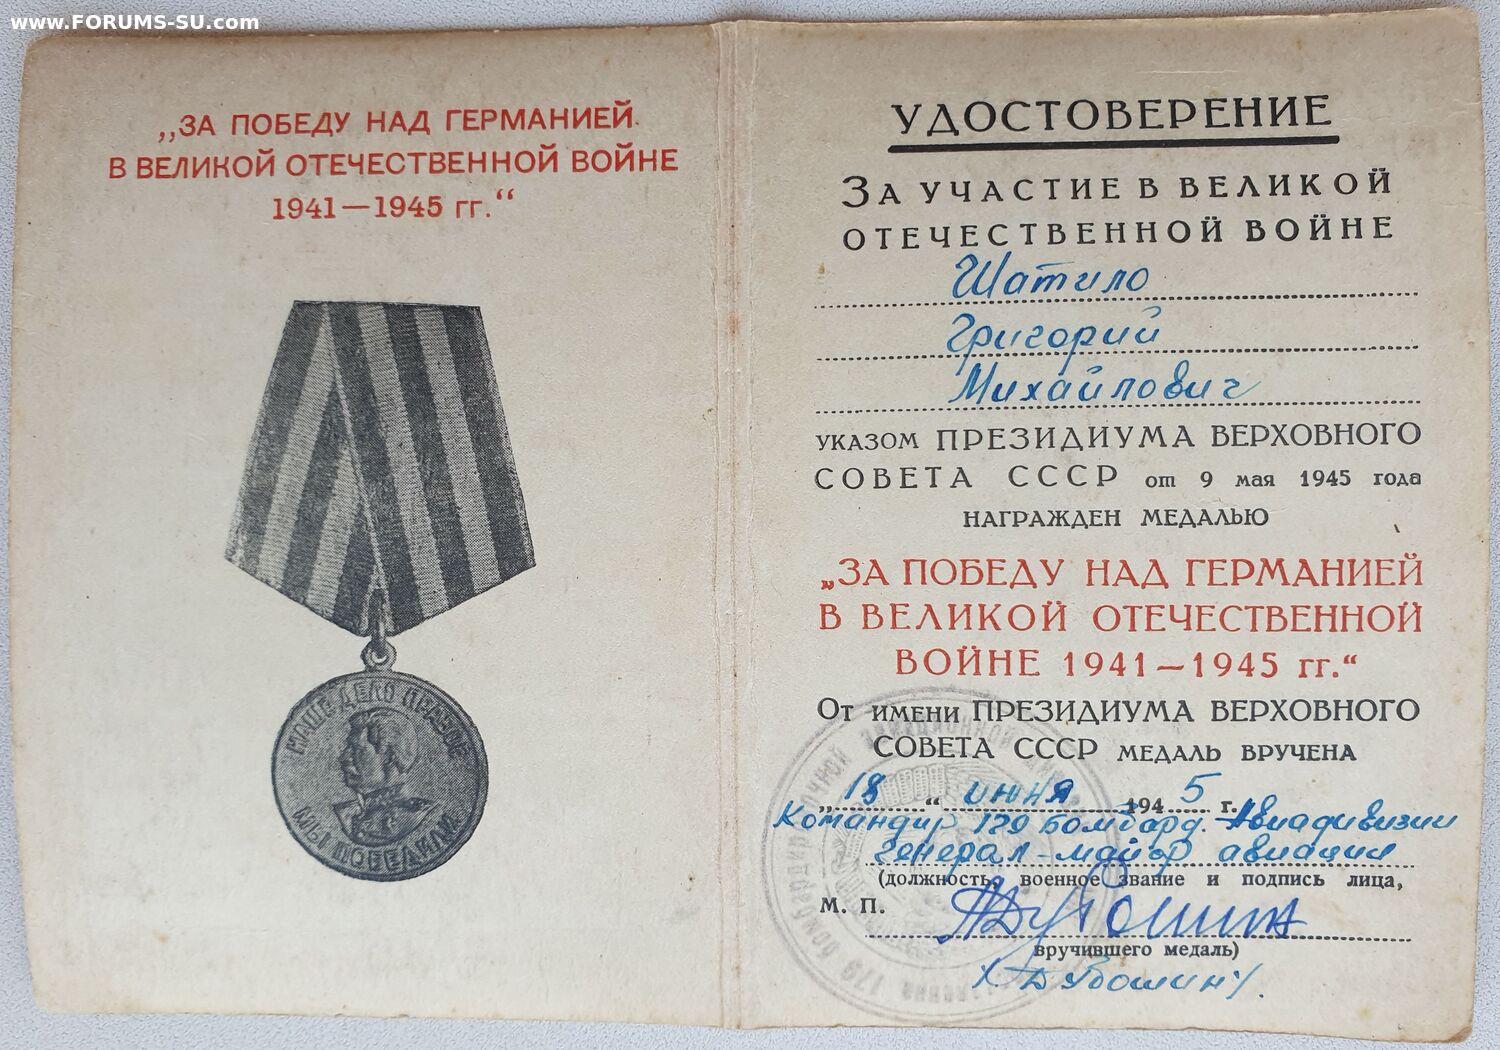 www.FORUMS-SU.com
„ЗА ПОБЕДУ НАД ГЕРМАНИЕЙ
В ВЕЛИКОЙ ОТЕЧЕСТВЕННОЙ ВОЙНЕ
1941—1945 гг.“
НАШЕ ДЕЛО ПРАВОЕ
МЫ ПОБЕДИЛИ
УДОСТОВЕРЕНИЕ
ЗА УЧАСТИЕ В ВЕЛИКОЙ
ОТЕЧЕСТВЕННОЙ ВОЙНЕ
Шатило
Григорий
Михайлович
УКАЗОМ ПРЕЗИДИУМА ВЕРХОВНОГО
СОВЕТА СССР от 9 мая 1945 года
НАГРАЖДЕН МЕДАЛЬЮ
„ЗА ПОБЕДУ НАД ГЕРМАНИЕЙ
В ВЕЛИКОЙ ОТЕЧЕСТВЕННОЙ
ВОЙНЕ 1941—1945 гг.“
От имени ПРЕЗИДИУМА ВЕРХОВНОГО
СОВЕТА СССР МЕДАЛЬ ВРУЧЕНА
„18“ июня 1945 г.
Командир 179 Бомбард. Авиадивизии
генерал-майор авиации
(должность, военное звание и подпись лица,
М. П.
вручившего медаль)
Дубошин